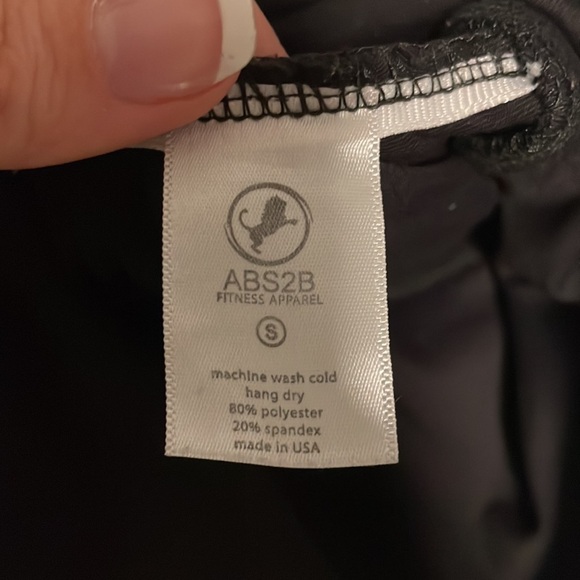 ABS2B
FITNESS APPAREL
S
machine wash cold
hang dry
80% polyester
20% spandex
made in USA